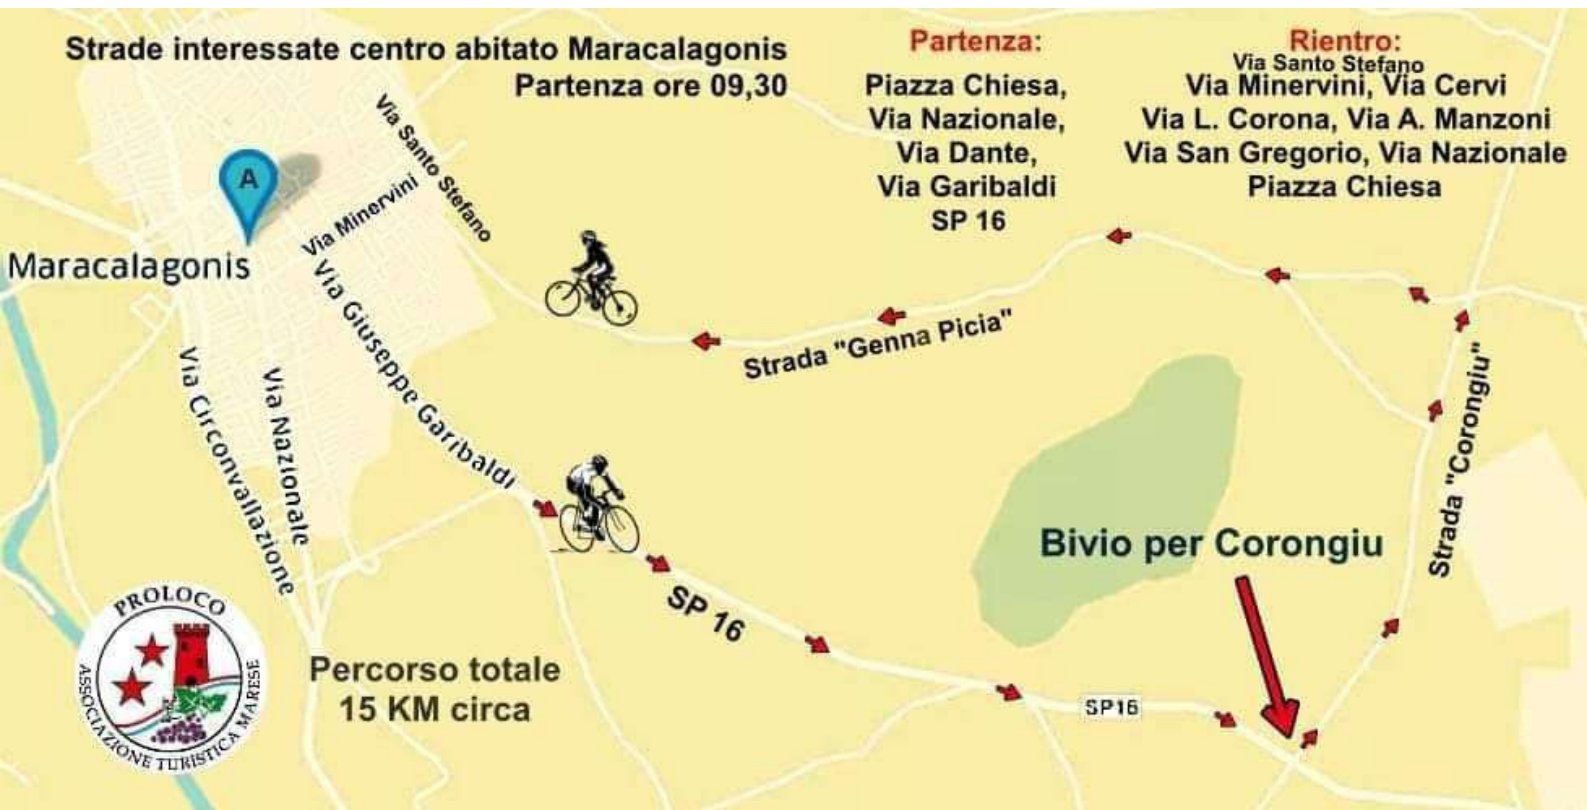 Strade interessate centro abitato Maracalagonis
Partenza ore 09,30
Partenza:
Piazza Chiesa,
Via Nazionale,
Via Dante,
Via Garibaldi
SP 16
Rientro:
Via Santo Stefano
Via Minervini, Via Cervi
Via L. Corona, Via A. Manzoni
Via San Gregorio, Via Nazionale
Piazza Chiesa
Via Santo Stefano
A
Via Minervini
Maracalagonis
Via Giuseppe Garibaldi
Strada "Genna Picia"
Via Circonvallazione
Via Nazionale
Strada "Corongiu"
Bivio per Corongiu
SP 16
SP16
Percorso totale
15 KM circa
PROLOCO
ASSOCIAZIONE TURISTICA MARESE